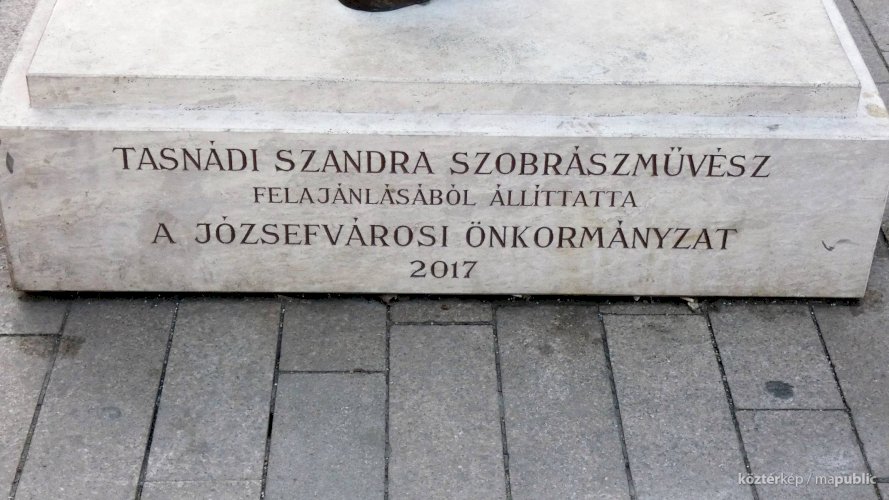 TASNÁDI SZANDRA SZOBRÁSZMŰVÉSZ
FELAJÁNLÁSÁBÓL ÁLLÍTTATTA
A JÓZSEFVÁROSI ÖNKORMÁNYZAT
2017
köztérkép / mapublic